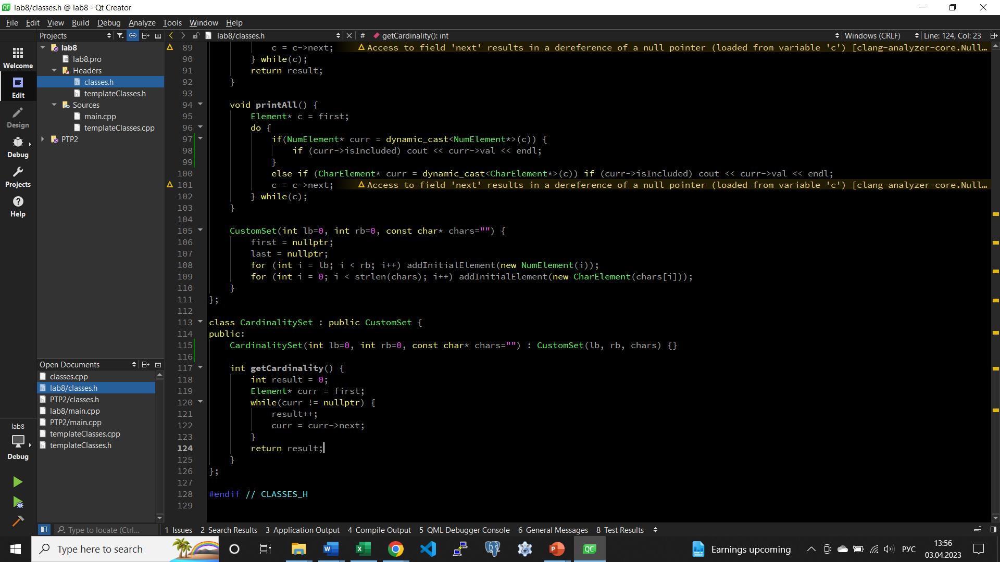 lab8/classes.h @ lab8 - Qt Creator
File Edit View Build Debug Analyze Tools Window Help
Projects
lab8/classes.h
# getCardinality(): int
Windows (CRLF)
Line: 124, Col: 23
Welcome
Edit
Design
Debug
Projects
Help
lab8
Debug
lab8
lab8.pro
Headers
classes.h
templateClasses.h
Sources
main.cpp
templateClasses.cpp
PTP2
Open Documents
classes.cpp
lab8/classes.h
PTP2/classes.h
lab8/main.cpp
PTP2/main.cpp
templateClasses.cpp
templateClasses.h
89 c = c->next; Access to field 'next' results in a dereference of a null pointer (loaded from variable 'c') [clang-analyzer-core.Null…
90 } while(c);
91 return result;
92 }
93
94 void printAll() {
95 Element* c = first;
96 do {
97 if(NumElement* curr = dynamic_cast<NumElement*>(c)) {
98 if (curr->isIncluded) cout << curr->val << endl;
99 }
100 else if (CharElement* curr = dynamic_cast<CharElement*>(c)) if (curr->isIncluded) cout << curr->val << endl;
101 c = c->next; Access to field 'next' results in a dereference of a null pointer (loaded from variable 'c') [clang-analyzer-core.Null…
102 } while(c);
103 }
104
105 CustomSet(int lb=0, int rb=0, const char* chars="") {
106 first = nullptr;
107 last = nullptr;
108 for (int i = lb; i < rb; i++) addInitialElement(new NumElement(i));
109 for (int i = 0; i < strlen(chars); i++) addInitialElement(new CharElement(chars[i]));
110 }
111 };
112
113 class CardinalitySet : public CustomSet {
114 public:
115 CardinalitySet(int lb=0, int rb=0, const char* chars="") : CustomSet(lb, rb, chars) {}
116
117 int getCardinality() {
118 int result = 0;
119 Element* curr = first;
120 while(curr != nullptr) {
121 result++;
122 curr = curr->next;
123 }
124 return result;
125 }
126 };
127
128 #endif // CLASSES_H
129
Type to locate (Ctrl...
1 Issues 2 Search Results 3 Application Output 4 Compile Output 5 QML Debugger Console 6 General Messages 8 Test Results
Type here to search
Earnings upcoming
РУС
13:56
03.04.2023